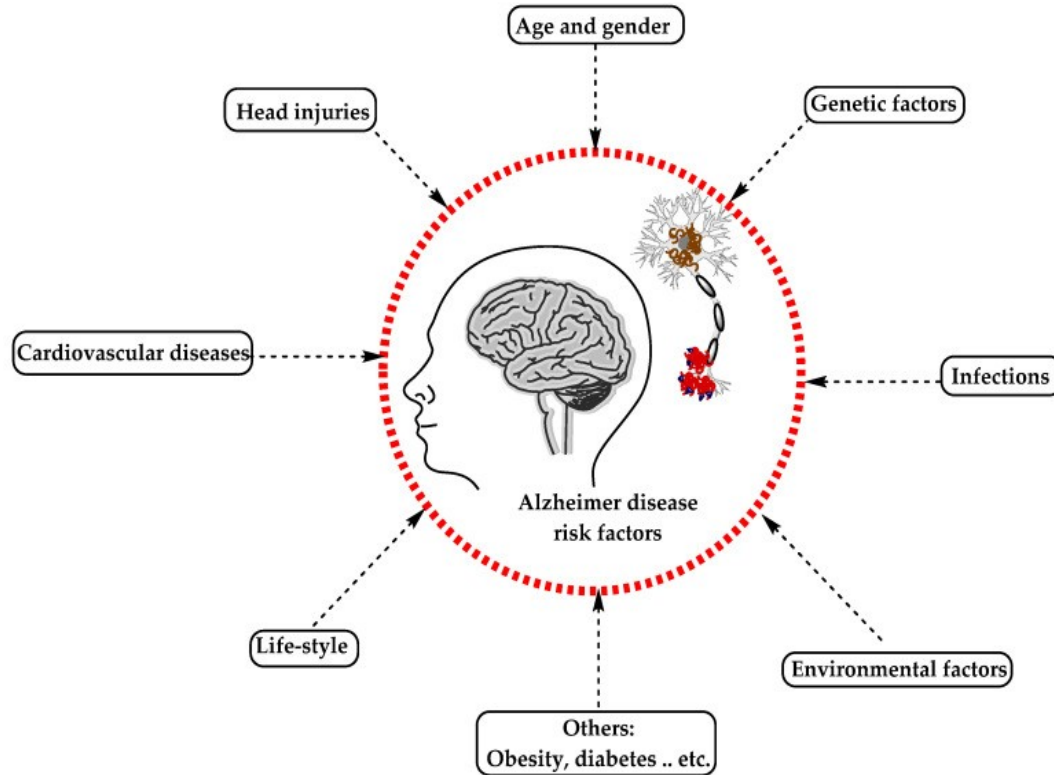 Age and gender
Head injuries
Genetic factors
Cardiovascular diseases
Infections
Alzheimer disease
risk factors
Life-style
Environmental factors
Others:
Obesity, diabetes .. etc.